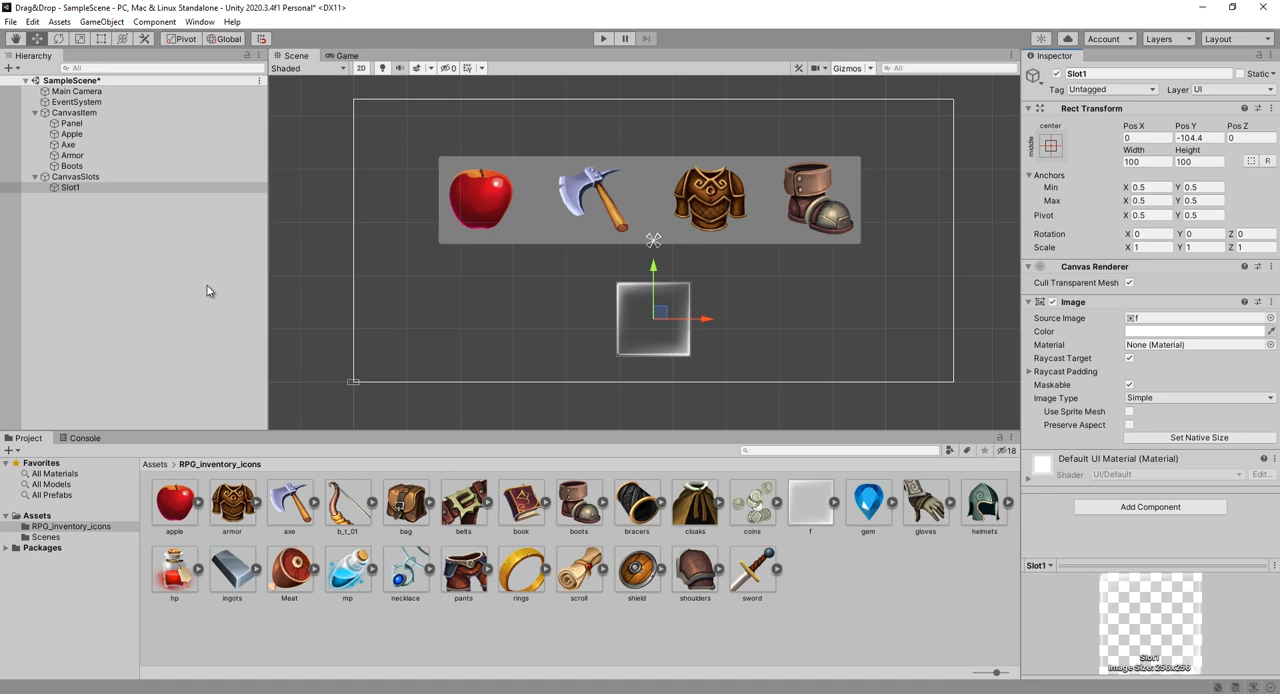 Drag&Drop - SampleScene - PC, Mac & Linux Standalone - Unity 2020.3.4f1 Personal* <DX11>
File Edit Assets GameObject Component Window Help
Pivot Global Account Layers Layout
Hierarchy
All
SampleScene*
Main Camera
EventSystem
CanvasItem
Panel
Apple
Axe
Armor
Boots
CanvasSlots
Slot1
Scene Game
Shaded 2D 0 Gizmos All
Inspector
Slot1 Static
Tag Untagged Layer UI
Rect Transform
center
middle
Pos X Pos Y Pos Z
0 -104.4 0
Width Height
100 100
R
Anchors
Min X 0.5 Y 0.5
Max X 0.5 Y 0.5
Pivot X 0.5 Y 0.5
Rotation X 0 Y 0 Z 0
Scale X 1 Y 1 Z 1
Canvas Renderer
Cull Transparent Mesh
Image
Source Image f
Color
Material None (Material)
Raycast Target
Raycast Padding
Maskable
Image Type Simple
Use Sprite Mesh
Preserve Aspect
Set Native Size
Default UI Material (Material)
Shader UI/Default Edit...
Add Component
Slot1
Slot1
Image Size: 256x256
Project Console
18
Favorites
All Materials
All Models
All Prefabs
Assets
RPG_inventory_icons
Scenes
Packages
Assets > RPG_inventory_icons
apple armor axe b_t_01 bag belts book boots bracers cloaks coins f gem gloves helmets
hp ingots Meat mp necklace pants rings scroll shield shoulders sword